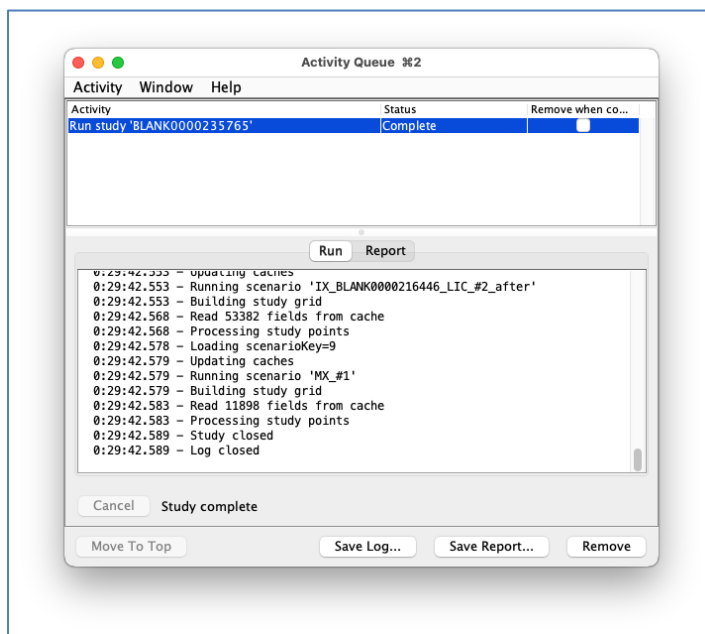 Activity Queue ⌘2
Activity Window Help
Activity Status Remove when co...
Run study 'BLANK0000235765' Complete
Run Report
0:29:42.553 – Updating caches
0:29:42.553 – Running scenario 'IX_BLANK0000216446_LIC_#2_after'
0:29:42.553 – Building study grid
0:29:42.568 – Read 53382 fields from cache
0:29:42.568 – Processing study points
0:29:42.578 – Loading scenarioKey=9
0:29:42.579 – Updating caches
0:29:42.579 – Running scenario 'MX_#1'
0:29:42.579 – Building study grid
0:29:42.583 – Read 11898 fields from cache
0:29:42.583 – Processing study points
0:29:42.589 – Study closed
0:29:42.589 – Log closed
Cancel Study complete
Move To Top Save Log... Save Report... Remove